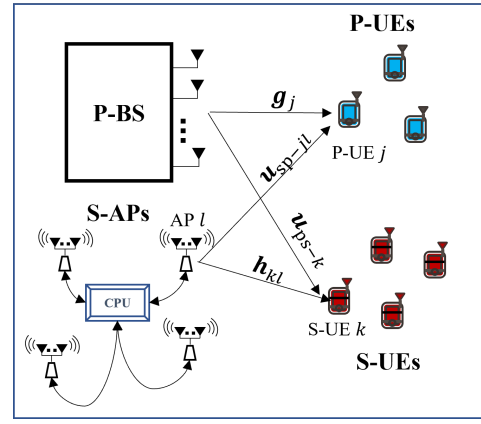 P-UEs
P-BS
g_j
P-UE j
u_sp-jl
S-APs
AP l
u_ps-k
h_kl
CPU
S-UE k
S-UEs